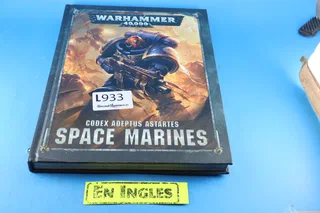 WARHAMMER
40,000
L933
CODEX ADEPTUS ASTARTES
SPACE MARINES
EN INGLES